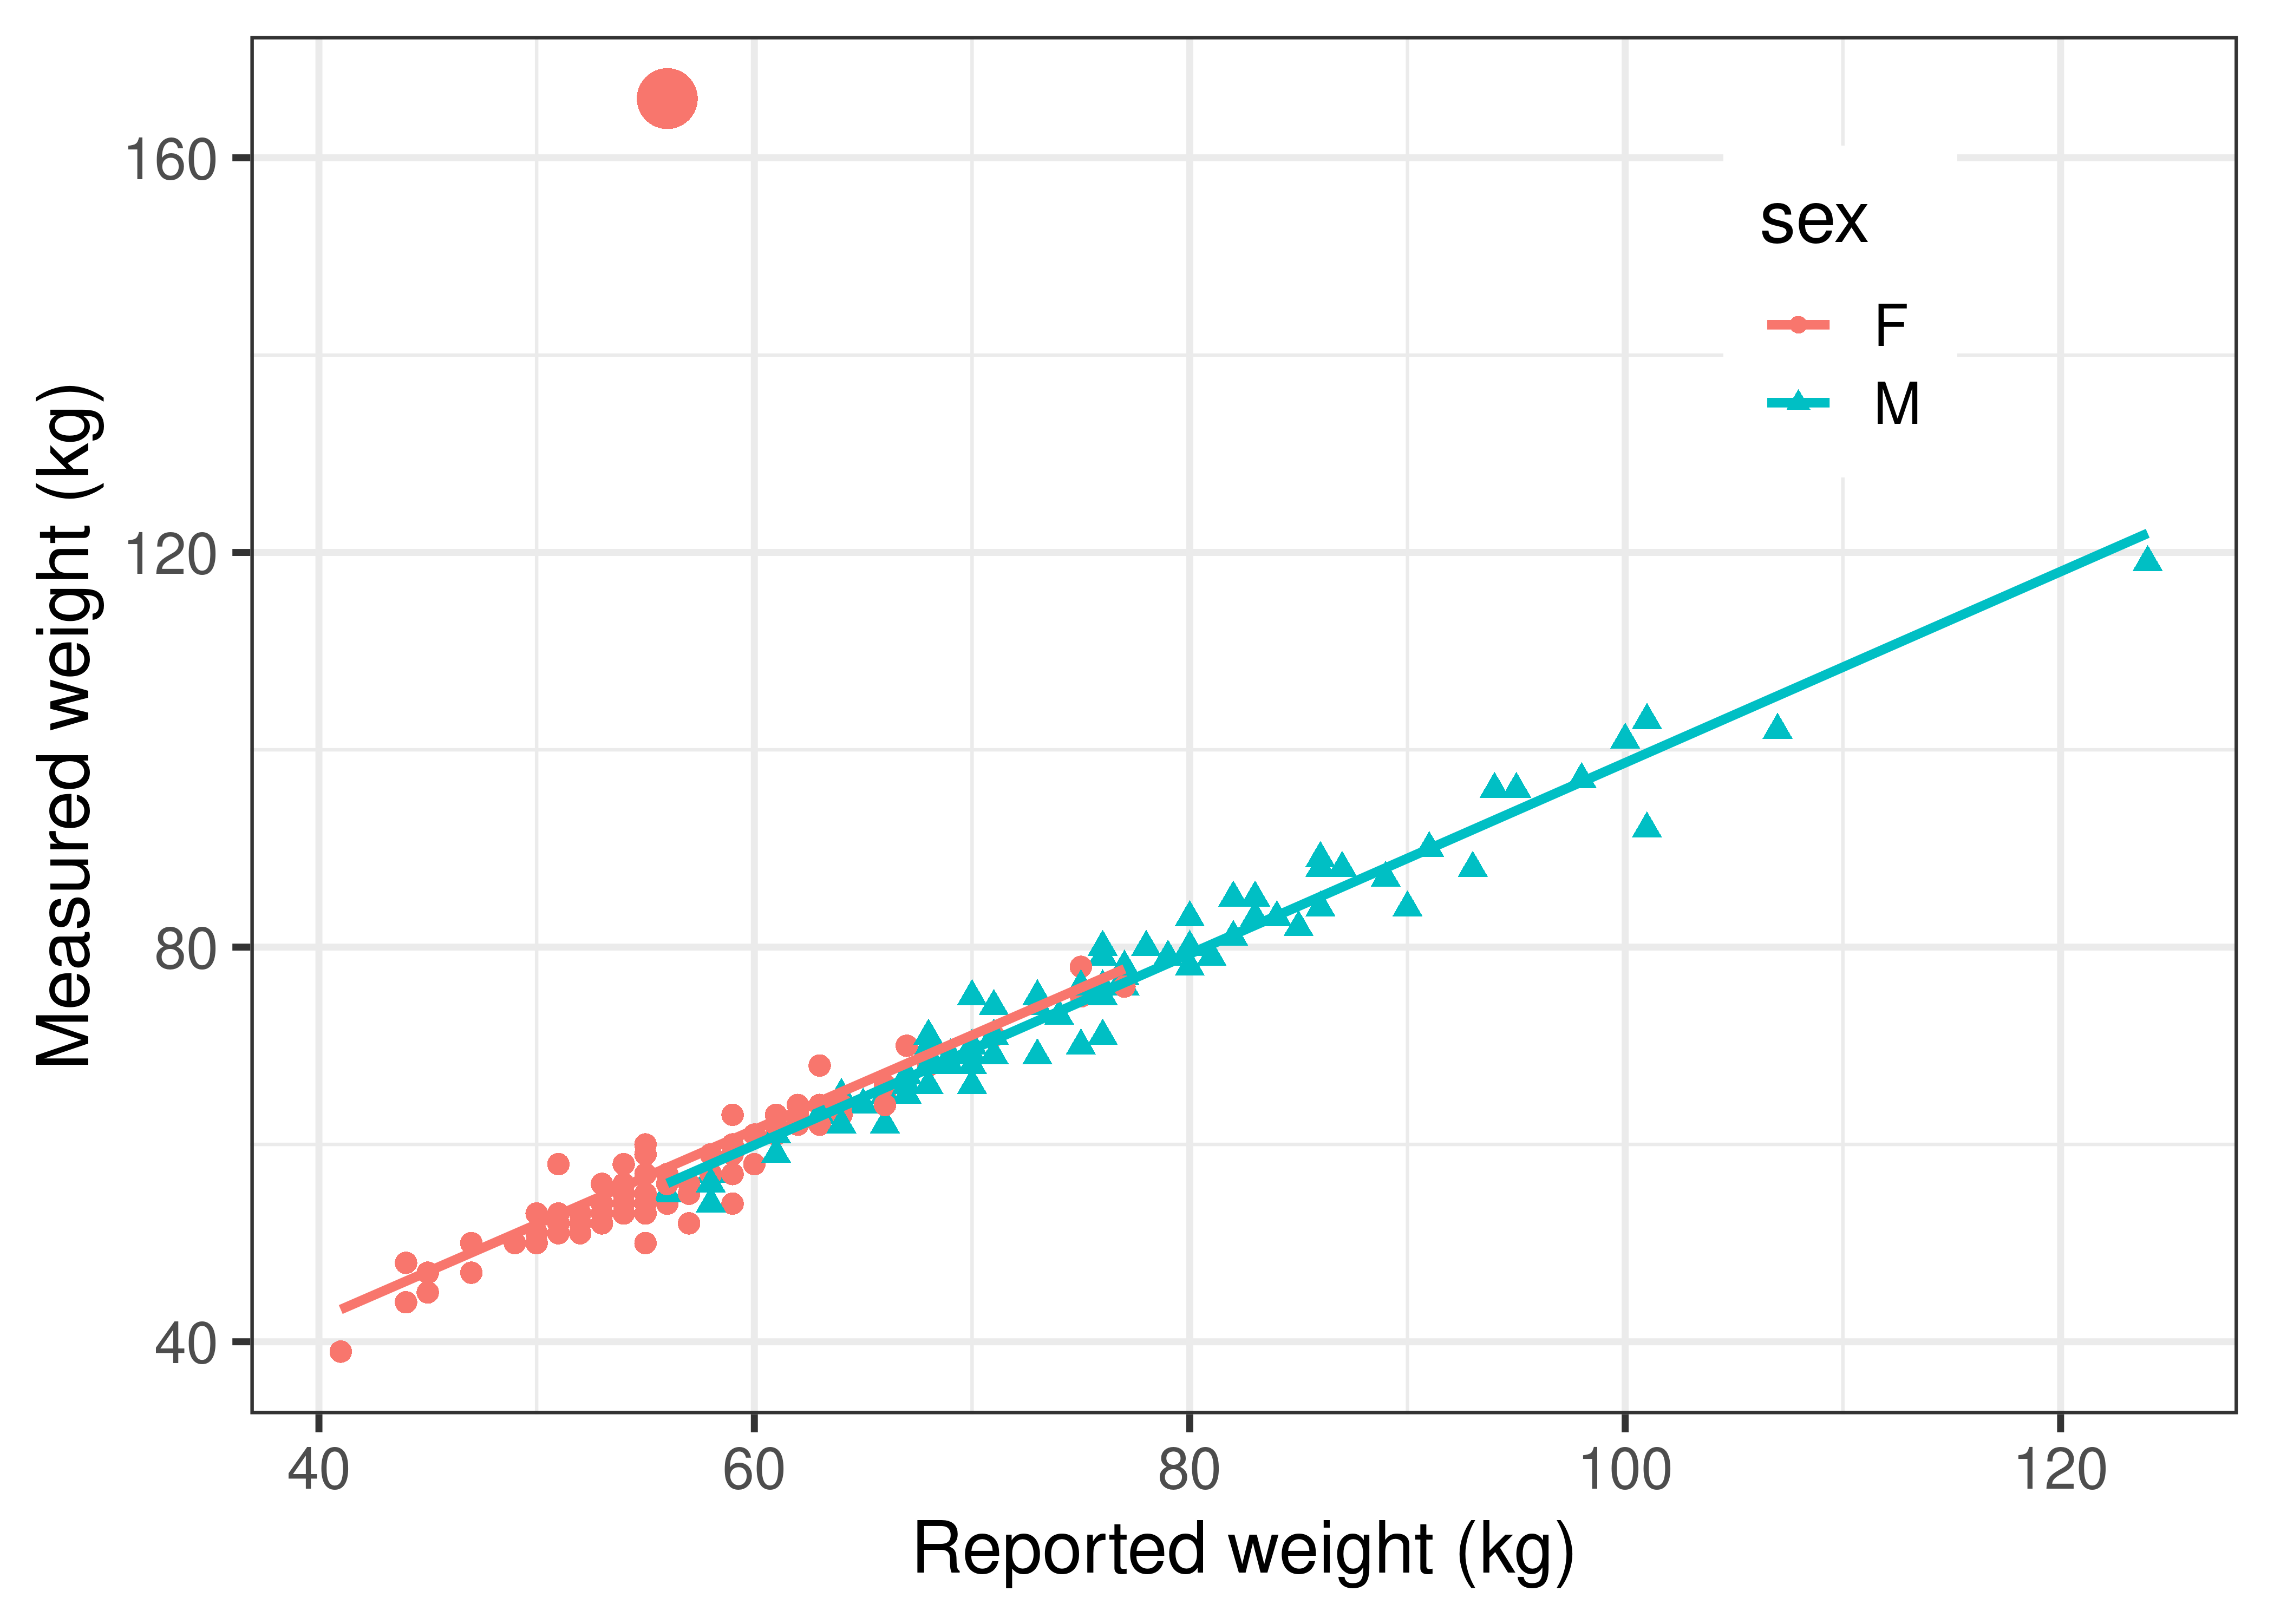 160
120
80
40
Measured weight (kg)
sex
F
M
40 60 80 100 120
Reported weight (kg)